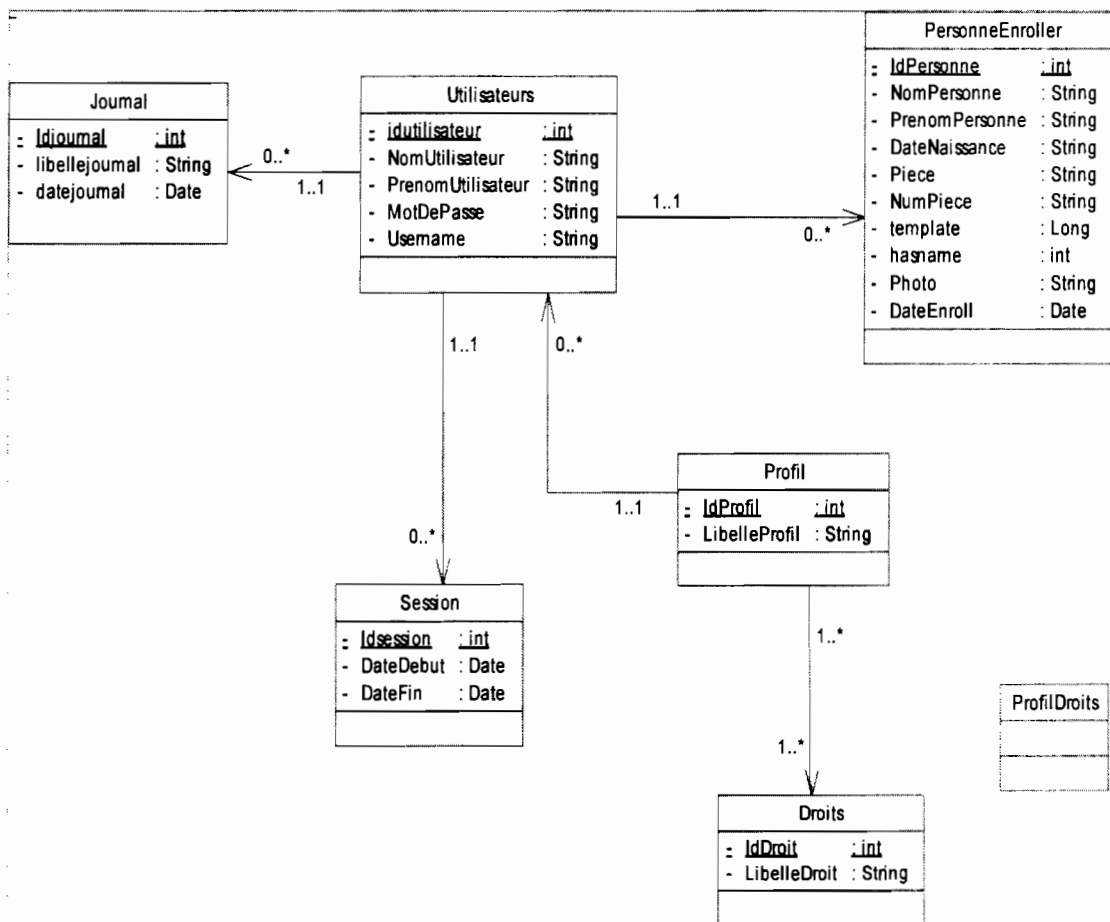 PersonneEnroller
- IdPersonne : int
- NomPersonne : String
- PrenomPersonne : String
- DateNaissance : String
- Piece : String
- NumPiece : String
- template : Long
- hasname : int
- Photo : String
- DateEnroll : Date
Journal
- Idjournal : int
- libellejournal : String
- datejournal : Date
Utilisateurs
- idutilisateur : int
- NomUtilisateur : String
- PrenomUtilisateur : String
- MotDePasse : String
- Username : String
0..*
1..1
1..1
0..*
1..1
0..*
0..*
1..1
Profil
- IdProfil : int
- LibelleProfil : String
Session
- Idsession : int
- DateDebut : Date
- DateFin : Date
1..*
1..*
ProfilDroits
Droits
- IdDroit : int
- LibelleDroit : String